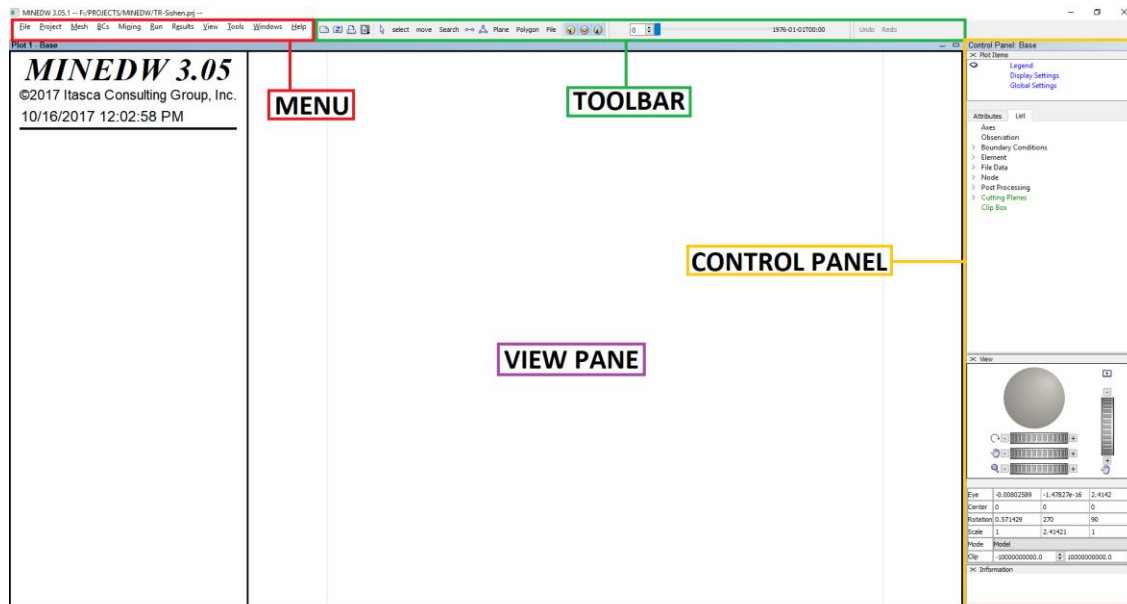 MINEDW 3.05.1 -- F:/PROJECTS/MINEDW/TR-Sishen.prj --
File Project Mesh BCs Mining Run Results View Tools Windows Help
select move Search Plane Polygon File 0 1976-01-01T00:00 Undo Redo
Plot 1 - Base
MINEDW 3.05
©2017 Itasca Consulting Group, Inc.
10/16/2017 12:02:58 PM
MENU
TOOLBAR
CONTROL PANEL
VIEW PANE
Control Panel: Base
Plot Items
Legend
Display Settings
Global Settings
Attributes List
Axes
Observation
Boundary Conditions
Element
File Data
Node
Post Processing
Cutting Planes
Clip Box
View
Eye -0.00802589 -1.47827e-16 2.4142
Center 0 0 0
Rotation 0.571429 270 90
Scale 1 2.41421 1
Mode Model
Clip -10000000000.0 10000000000.0
Information